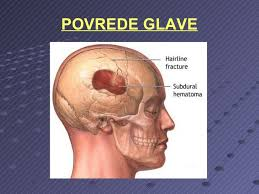 POVREDE GLAVE
Hairline
fracture
Subdural
hematoma